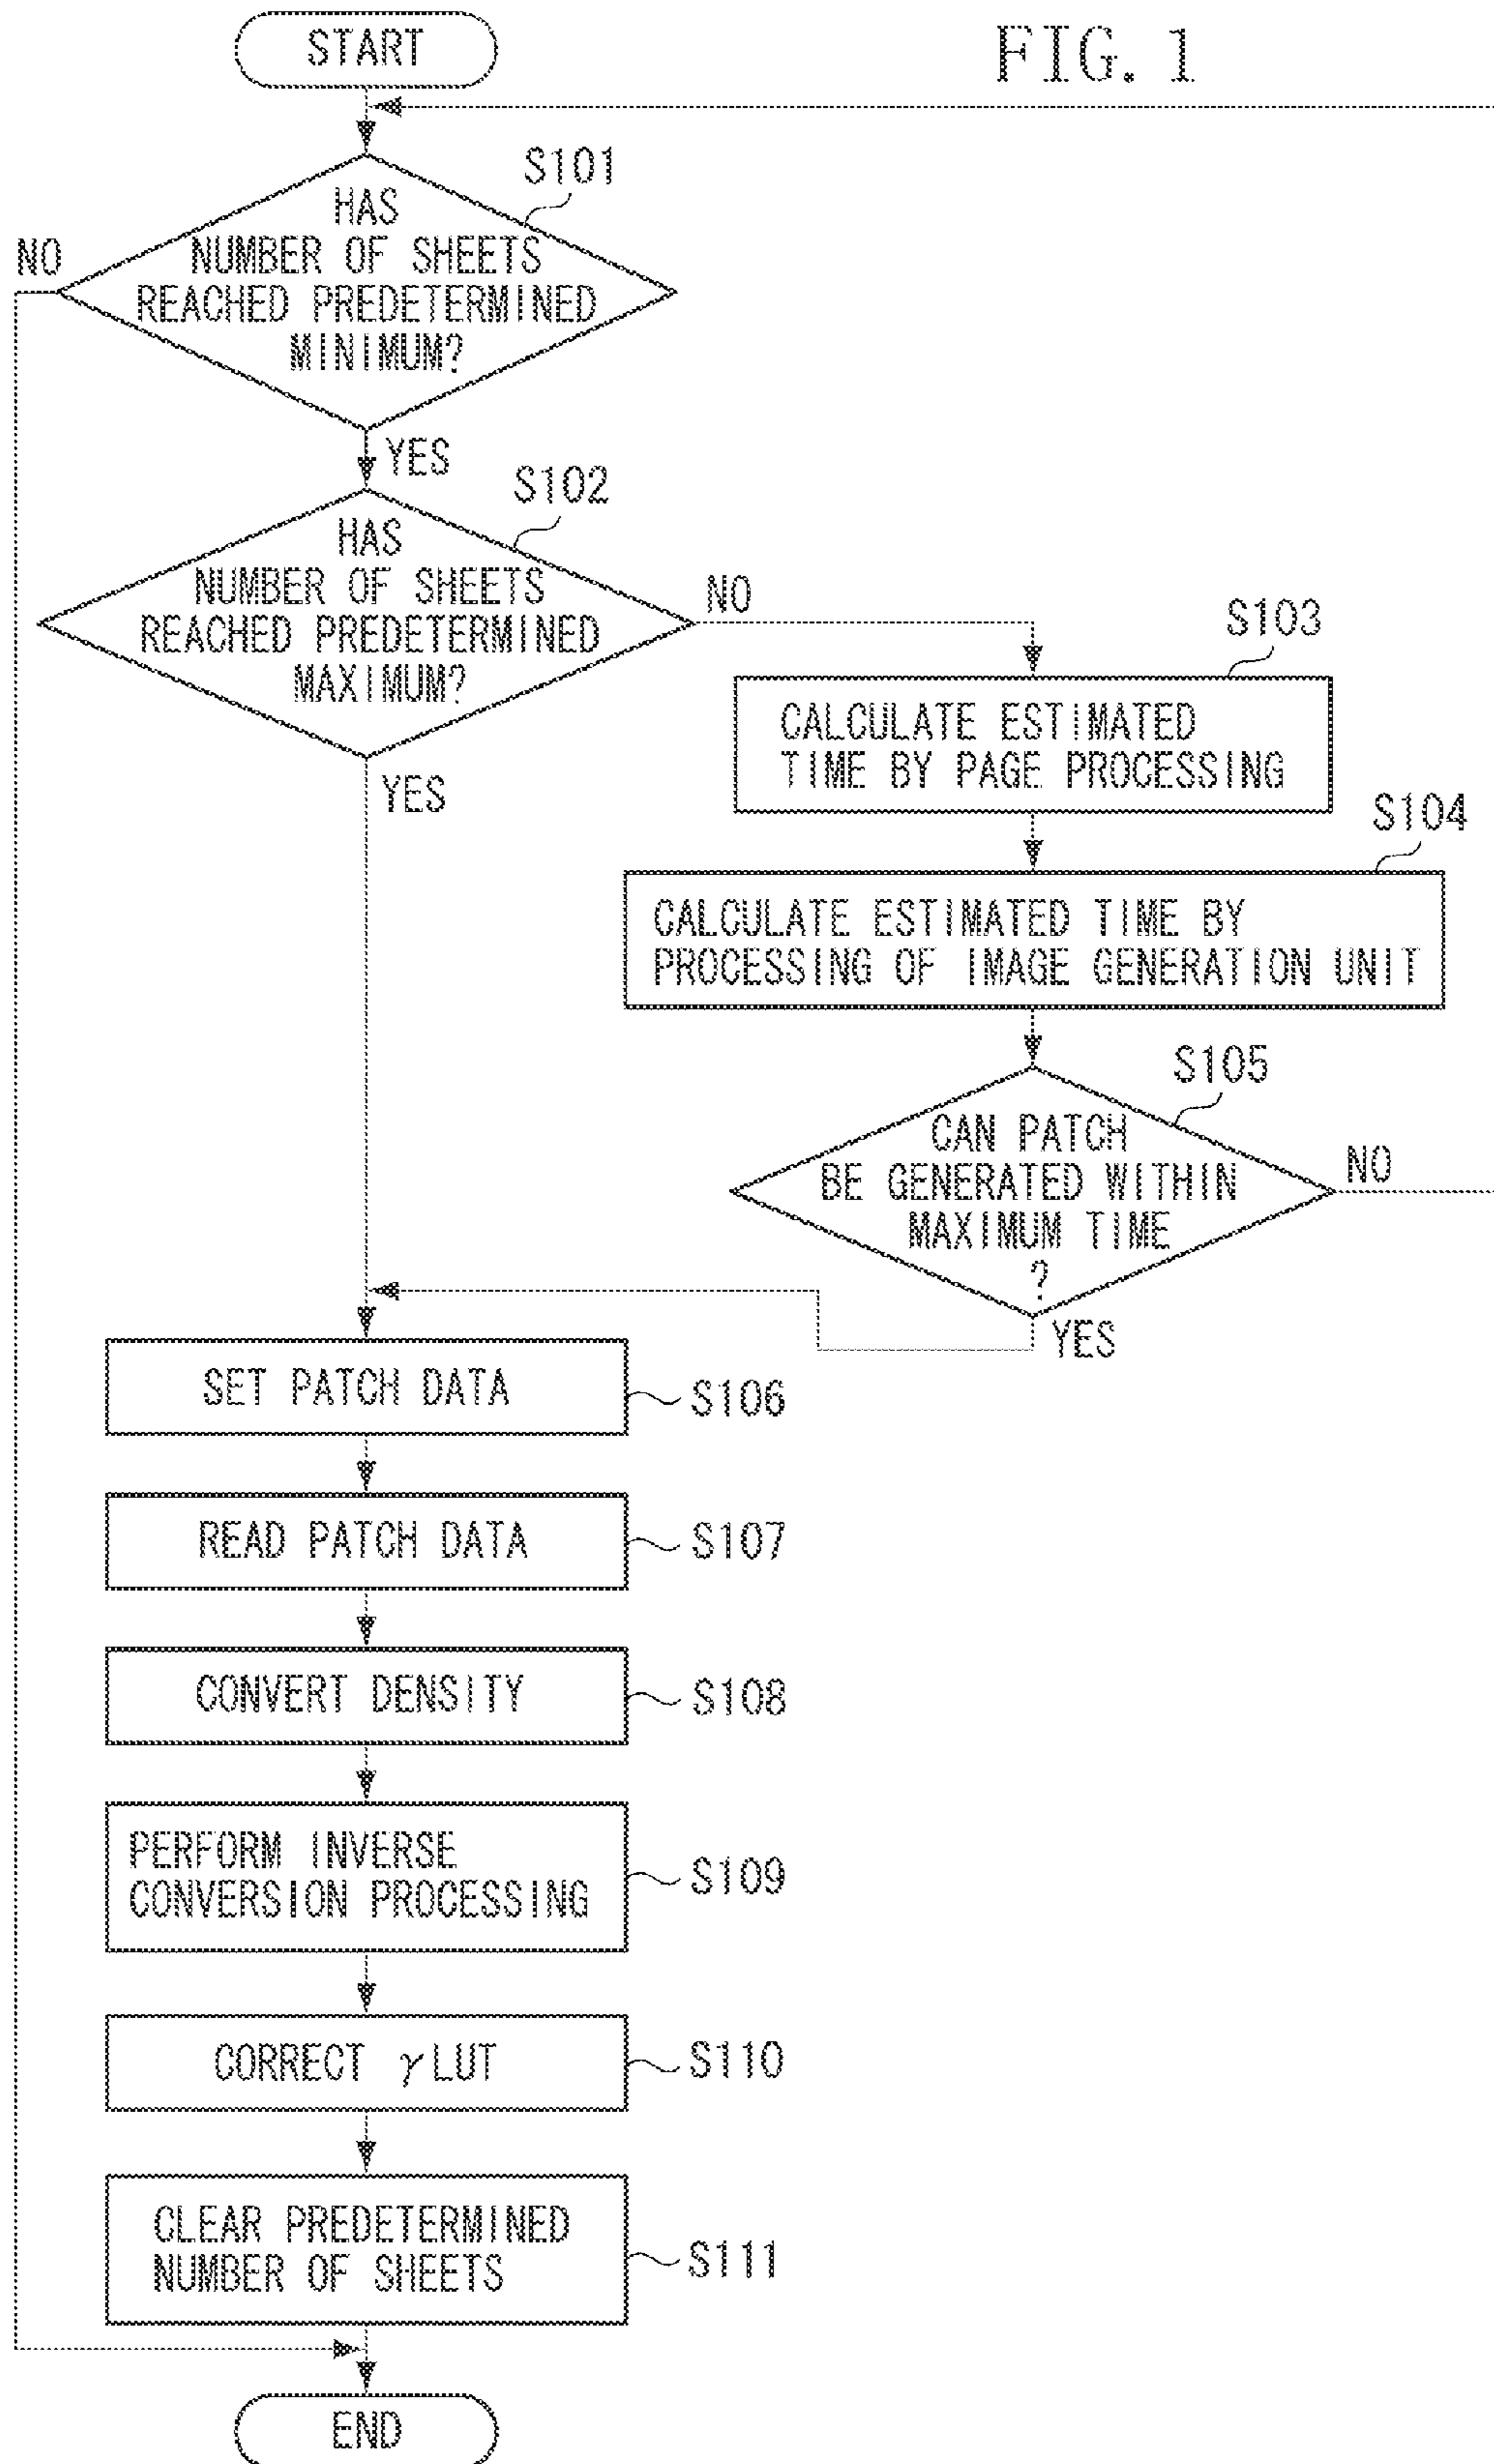 START
FIG. 1
S101
HAS
NUMBER OF SHEETS
REACHED PREDETERMINED
MINIMUM?
NO
YES
S102
HAS
NUMBER OF SHEETS
REACHED PREDETERMINED
MAXIMUM?
NO
YES
S103
CALCULATE ESTIMATED
TIME BY PAGE PROCESSING
S104
CALCULATE ESTIMATED TIME BY
PROCESSING OF IMAGE GENERATION UNIT
S105
CAN PATCH
BE GENERATED WITHIN
MAXIMUM TIME
?
NO
YES
SET PATCH DATA
S106
READ PATCH DATA
S107
CONVERT DENSITY
S108
PERFORM INVERSE
CONVERSION PROCESSING
S109
CORRECT γ LUT
S110
CLEAR PREDETERMINED
NUMBER OF SHEETS
S111
END